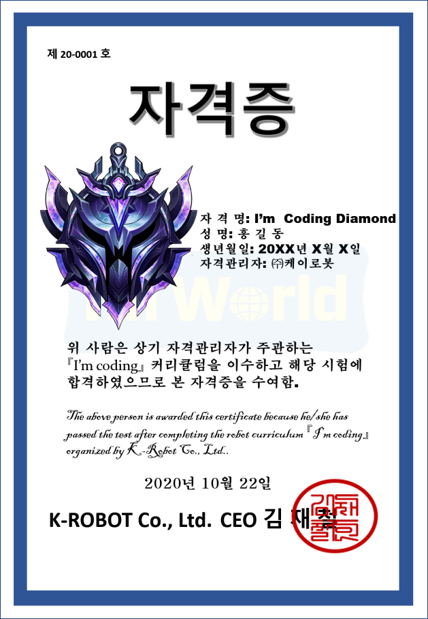 제 20-0001 호
자격증
자 격 명: I'm Coding Diamond
성 명: 홍 길 동
생년월일: 20XX년 X월 X일
자격관리자: ㈜케이로봇
World
위 사람은 상기 자격관리자가 주관하는
『I'm coding』 커리큘럼을 이수하고 해당 시험에
합격하였으므로 본 자격증을 수여함.
The above person is awarded this certificate because he/she has
passed the test after completing the robot curriculum『I'm coding』
organized by K-Robot Co., Ltd..
2020년 10월 22일
K-ROBOT Co., Ltd. CEO 김 재 철